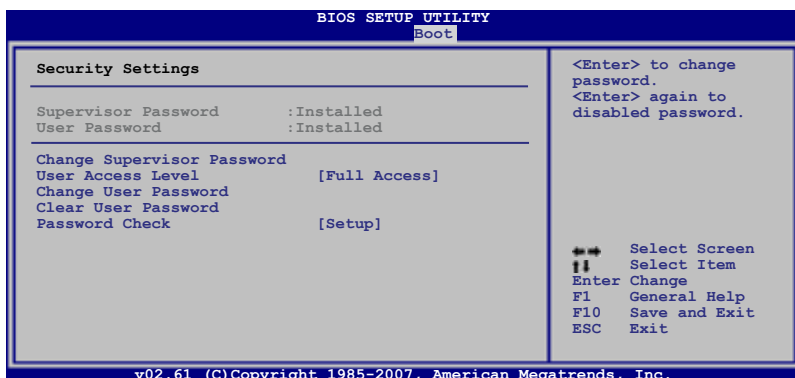 BIOS SETUP UTILITY
Boot
Security Settings
Supervisor Password :Installed
User Password :Installed
Change Supervisor Password
User Access Level [Full Access]
Change User Password
Clear User Password
Password Check [Setup]
<Enter> to change
password.
<Enter> again to
disabled password.
Select Screen
Select Item
Enter Change
F1 General Help
F10 Save and Exit
ESC Exit
v02.61 (C)Copyright 1985-2007, American Megatrends, Inc.